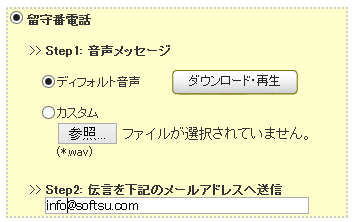 留守番電話
>> Step1: 音声メッセージ
ディフォルト音声 ダウンロード・再生
カスタム
参照... ファイルが選択されていません。
(*.wav)
>> Step2: 伝言を下記のメールアドレスへ送信
info@softsu.com